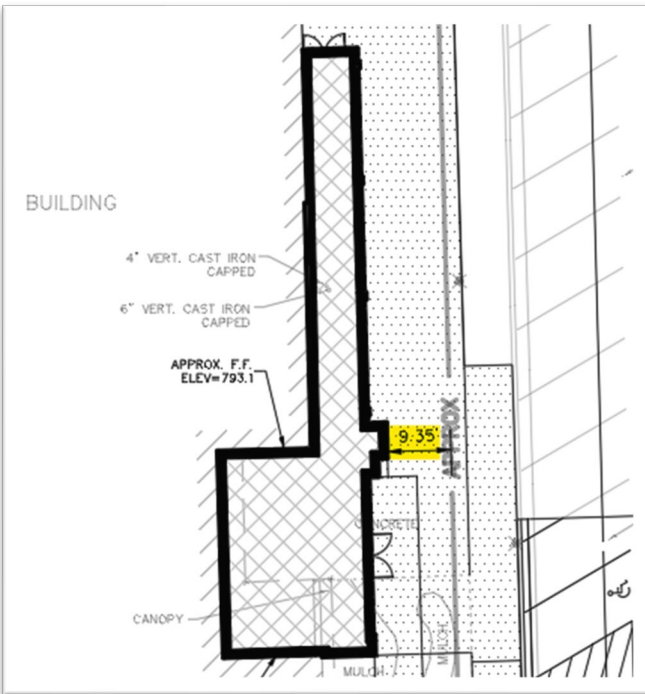 BUILDING
4" VERT. CAST IRON
CAPPED
6" VERT. CAST IRON
CAPPED
APPROX. F.F.
ELEV=793.1
9.35'
APPROX
CONCRETE
CANOPY
MULCH
MULCH